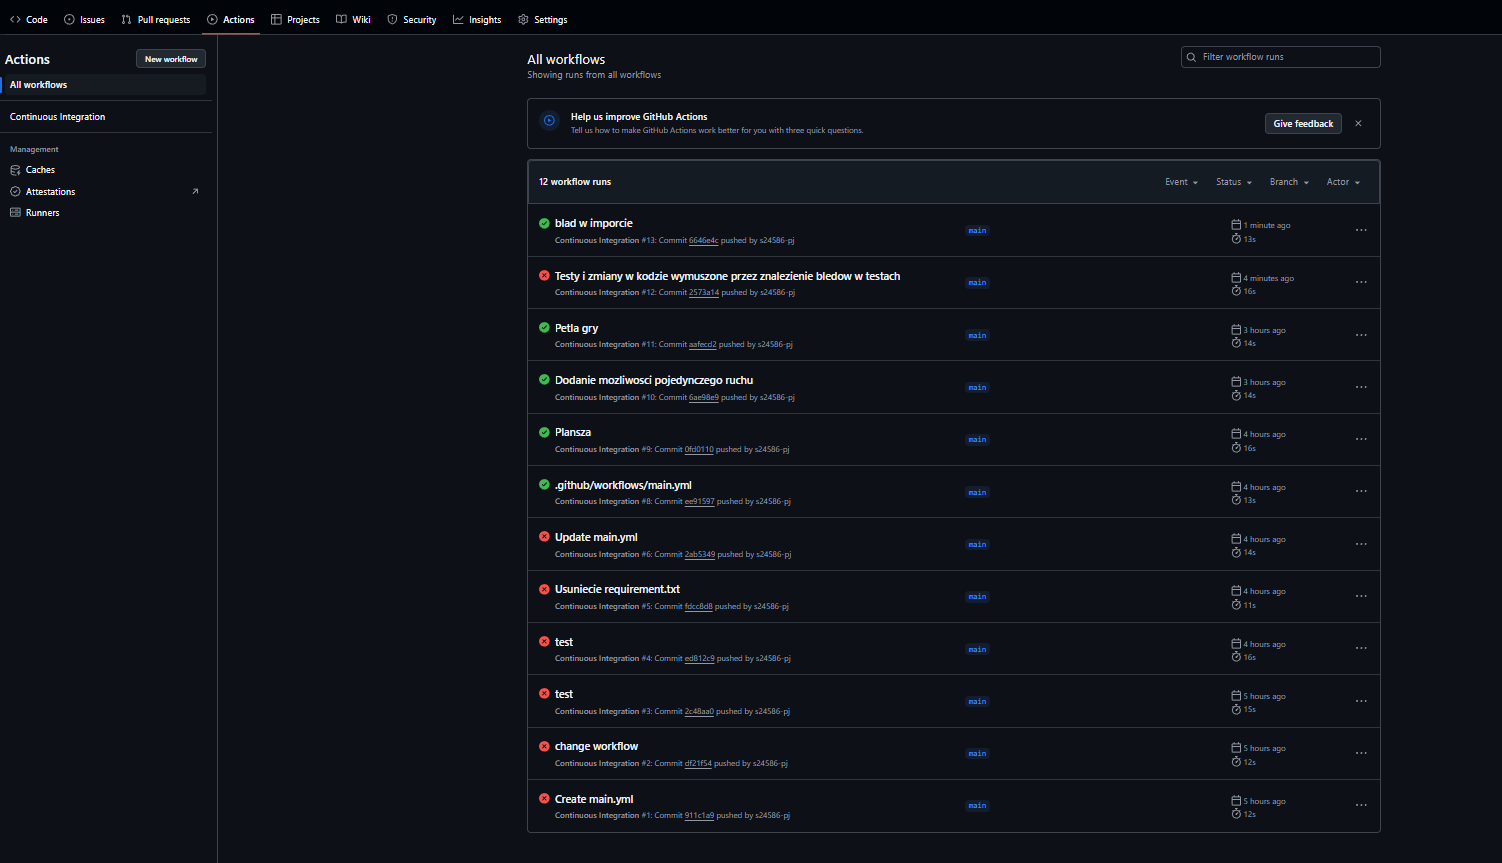 Code Issues Pull requests Actions Projects Wiki Security Insights Settings
Actions New workflow
All workflows
Continuous Integration
Management
Caches
Attestations
Runners
All workflows
Showing runs from all workflows
Filter workflow runs
Help us improve GitHub Actions
Tell us how to make GitHub Actions work better for you with three quick questions.
Give feedback
12 workflow runs Event Status Branch Actor
blad w imporcie
Continuous Integration #13: Commit 6646e4c pushed by s24586-pj
main
1 minute ago
13s
Testy i zmiany w kodzie wymuszone przez znalezienie bledow w testach
Continuous Integration #12: Commit 2573a14 pushed by s24586-pj
main
4 minutes ago
16s
Petla gry
Continuous Integration #11: Commit aafecd2 pushed by s24586-pj
main
3 hours ago
14s
Dodanie mozliwosci pojedynczego ruchu
Continuous Integration #10: Commit 6ae98e9 pushed by s24586-pj
main
3 hours ago
14s
Plansza
Continuous Integration #9: Commit 0fd0110 pushed by s24586-pj
main
4 hours ago
16s
.github/workflows/main.yml
Continuous Integration #8: Commit ee91597 pushed by s24586-pj
main
4 hours ago
13s
Update main.yml
Continuous Integration #6: Commit 2ab5349 pushed by s24586-pj
main
4 hours ago
14s
Usuniecie requirement.txt
Continuous Integration #5: Commit fdcc8d8 pushed by s24586-pj
main
4 hours ago
11s
test
Continuous Integration #4: Commit ed812c9 pushed by s24586-pj
main
4 hours ago
16s
test
Continuous Integration #3: Commit 2c48aa0 pushed by s24586-pj
main
5 hours ago
15s
change workflow
Continuous Integration #2: Commit df21f54 pushed by s24586-pj
main
5 hours ago
12s
Create main.yml
Continuous Integration #1: Commit 911c1a9 pushed by s24586-pj
main
5 hours ago
12s